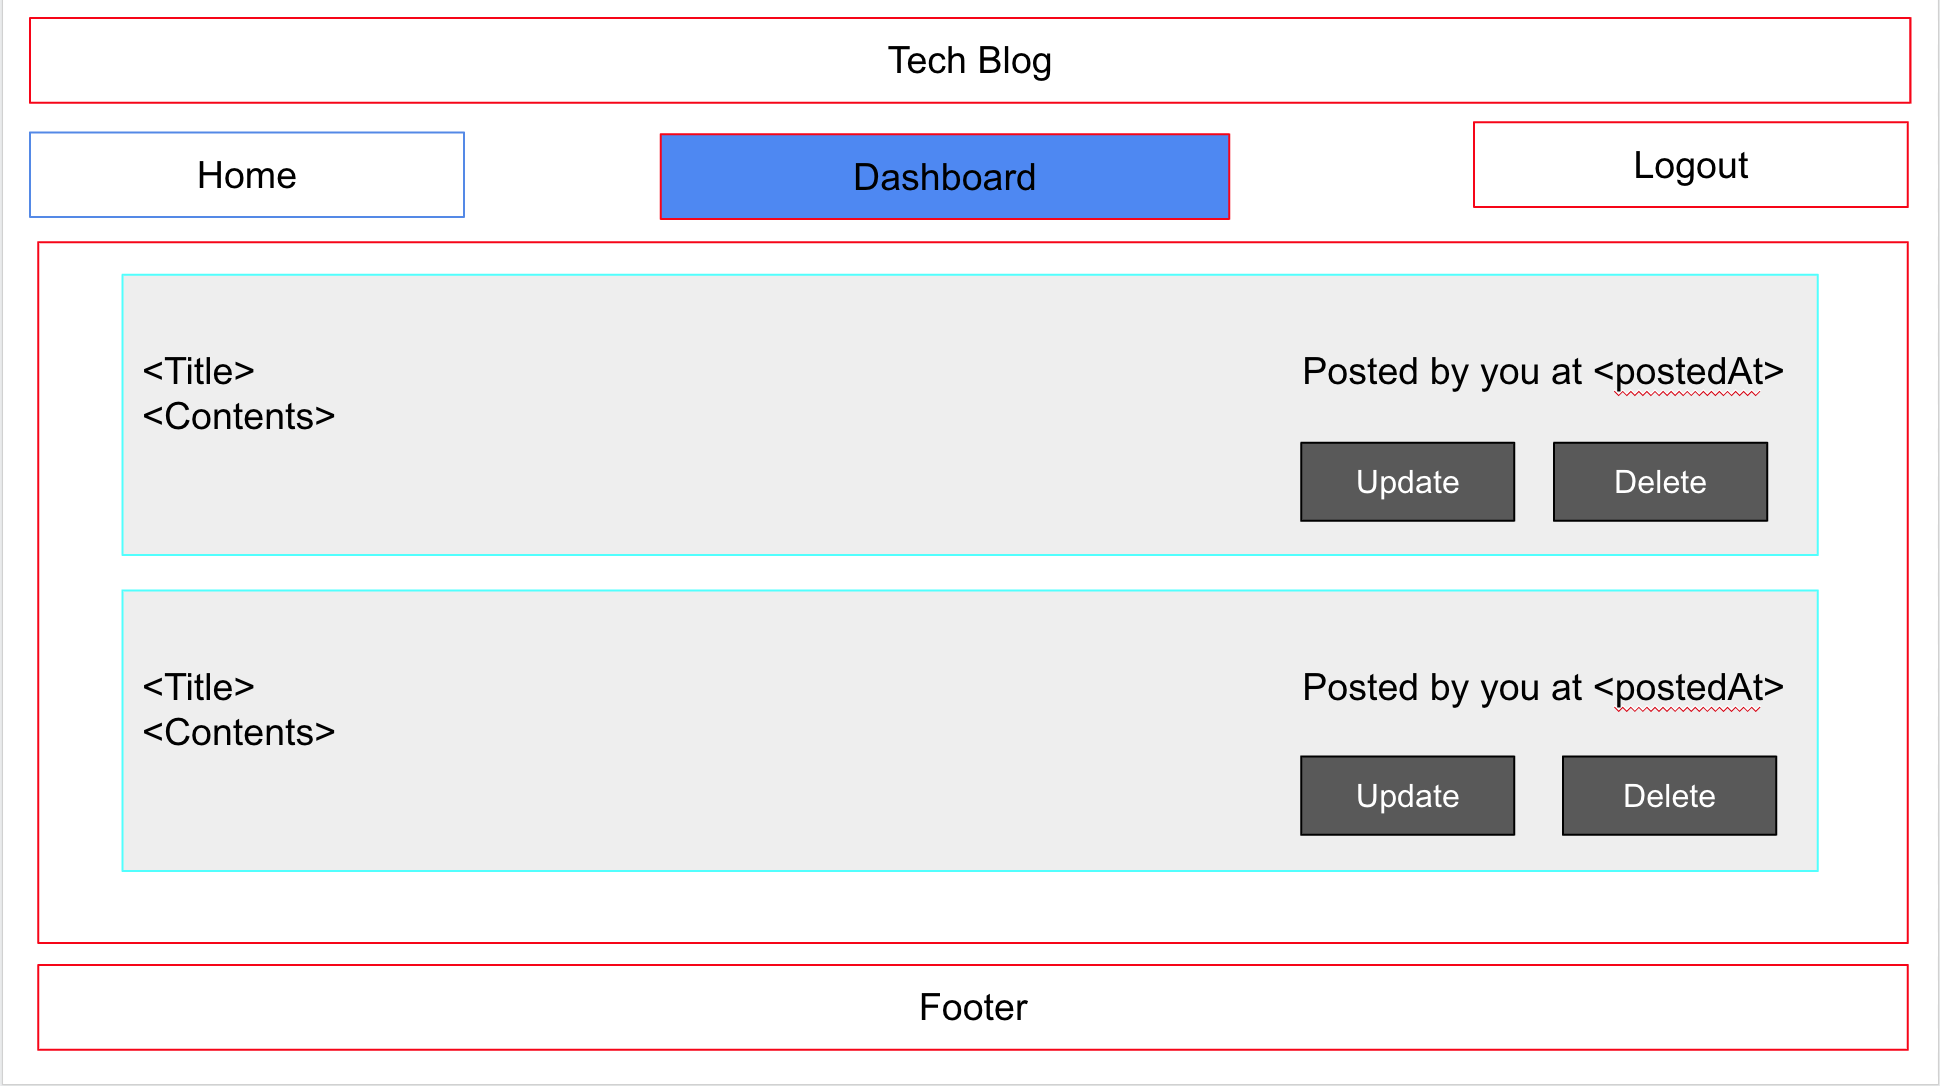 Tech Blog
Home
Dashboard
Logout
<Title>
<Contents>
Posted by you at <postedAt>
Update
Delete
<Title>
<Contents>
Posted by you at <postedAt>
Update
Delete
Footer